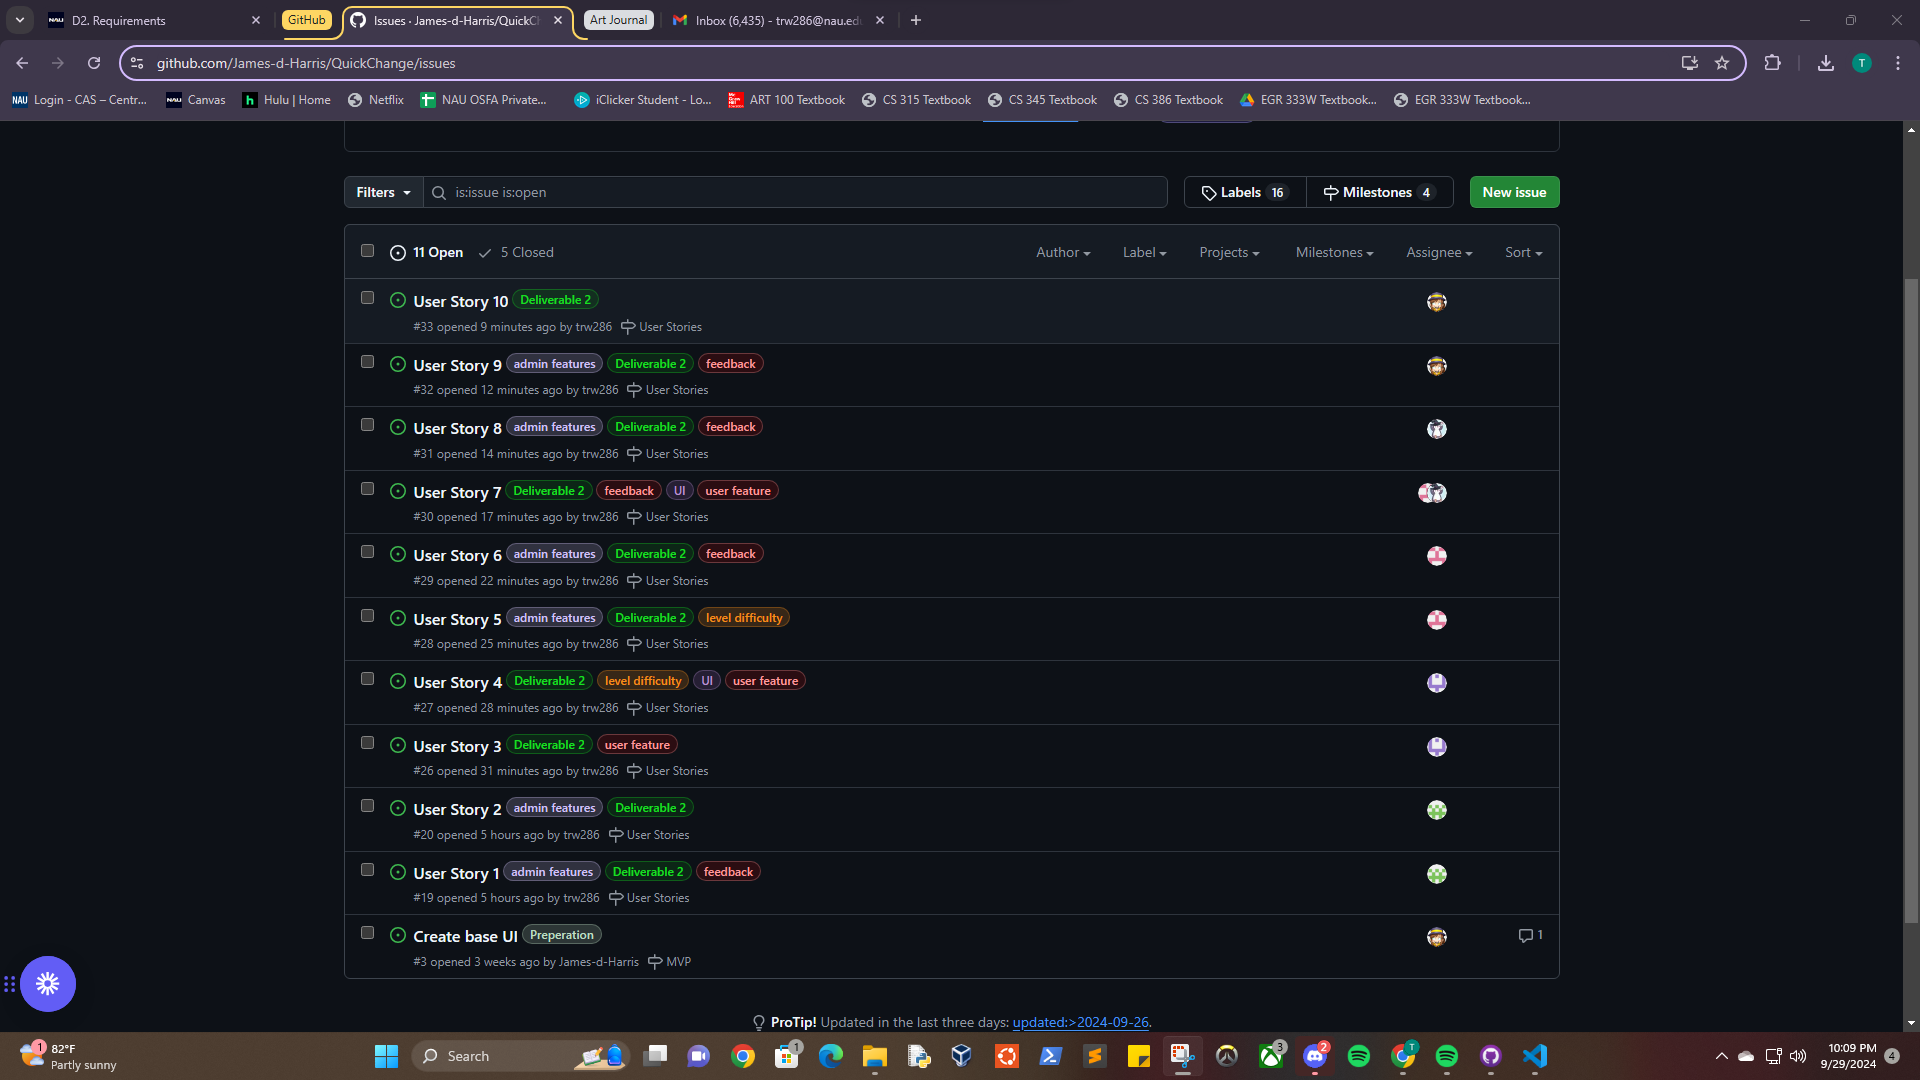 D2. Requirements
GitHub
Issues · James-d-Harris/QuickCh
Art Journal
Inbox (6,435) - trw286@nau.edu
github.com/James-d-Harris/QuickChange/issues
T
NAU Login - CAS – Centr...
NAU Canvas
h Hulu | Home
Netflix
NAU OSFA Private...
iClicker Student - Lo...
ART 100 Textbook
CS 315 Textbook
CS 345 Textbook
CS 386 Textbook
EGR 333W Textbook...
EGR 333W Textbook...
Filters
is:issue is:open
Labels 16
Milestones 4
New issue
11 Open 5 Closed
Author Label Projects Milestones Assignee Sort
User Story 10 Deliverable 2
#33 opened 9 minutes ago by trw286 User Stories
User Story 9 admin features Deliverable 2 feedback
#32 opened 12 minutes ago by trw286 User Stories
User Story 8 admin features Deliverable 2 feedback
#31 opened 14 minutes ago by trw286 User Stories
User Story 7 Deliverable 2 feedback UI user feature
#30 opened 17 minutes ago by trw286 User Stories
User Story 6 admin features Deliverable 2 feedback
#29 opened 22 minutes ago by trw286 User Stories
User Story 5 admin features Deliverable 2 level difficulty
#28 opened 25 minutes ago by trw286 User Stories
User Story 4 Deliverable 2 level difficulty UI user feature
#27 opened 28 minutes ago by trw286 User Stories
User Story 3 Deliverable 2 user feature
#26 opened 31 minutes ago by trw286 User Stories
User Story 2 admin features Deliverable 2
#20 opened 5 hours ago by trw286 User Stories
User Story 1 admin features Deliverable 2 feedback
#19 opened 5 hours ago by trw286 User Stories
Create base UI Preperation 1
#3 opened 3 weeks ago by James-d-Harris MVP
ProTip! Updated in the last three days: updated:>2024-09-26.
1
82°F
Partly sunny
Search
1
3
2
T
10:09 PM
9/29/2024
4